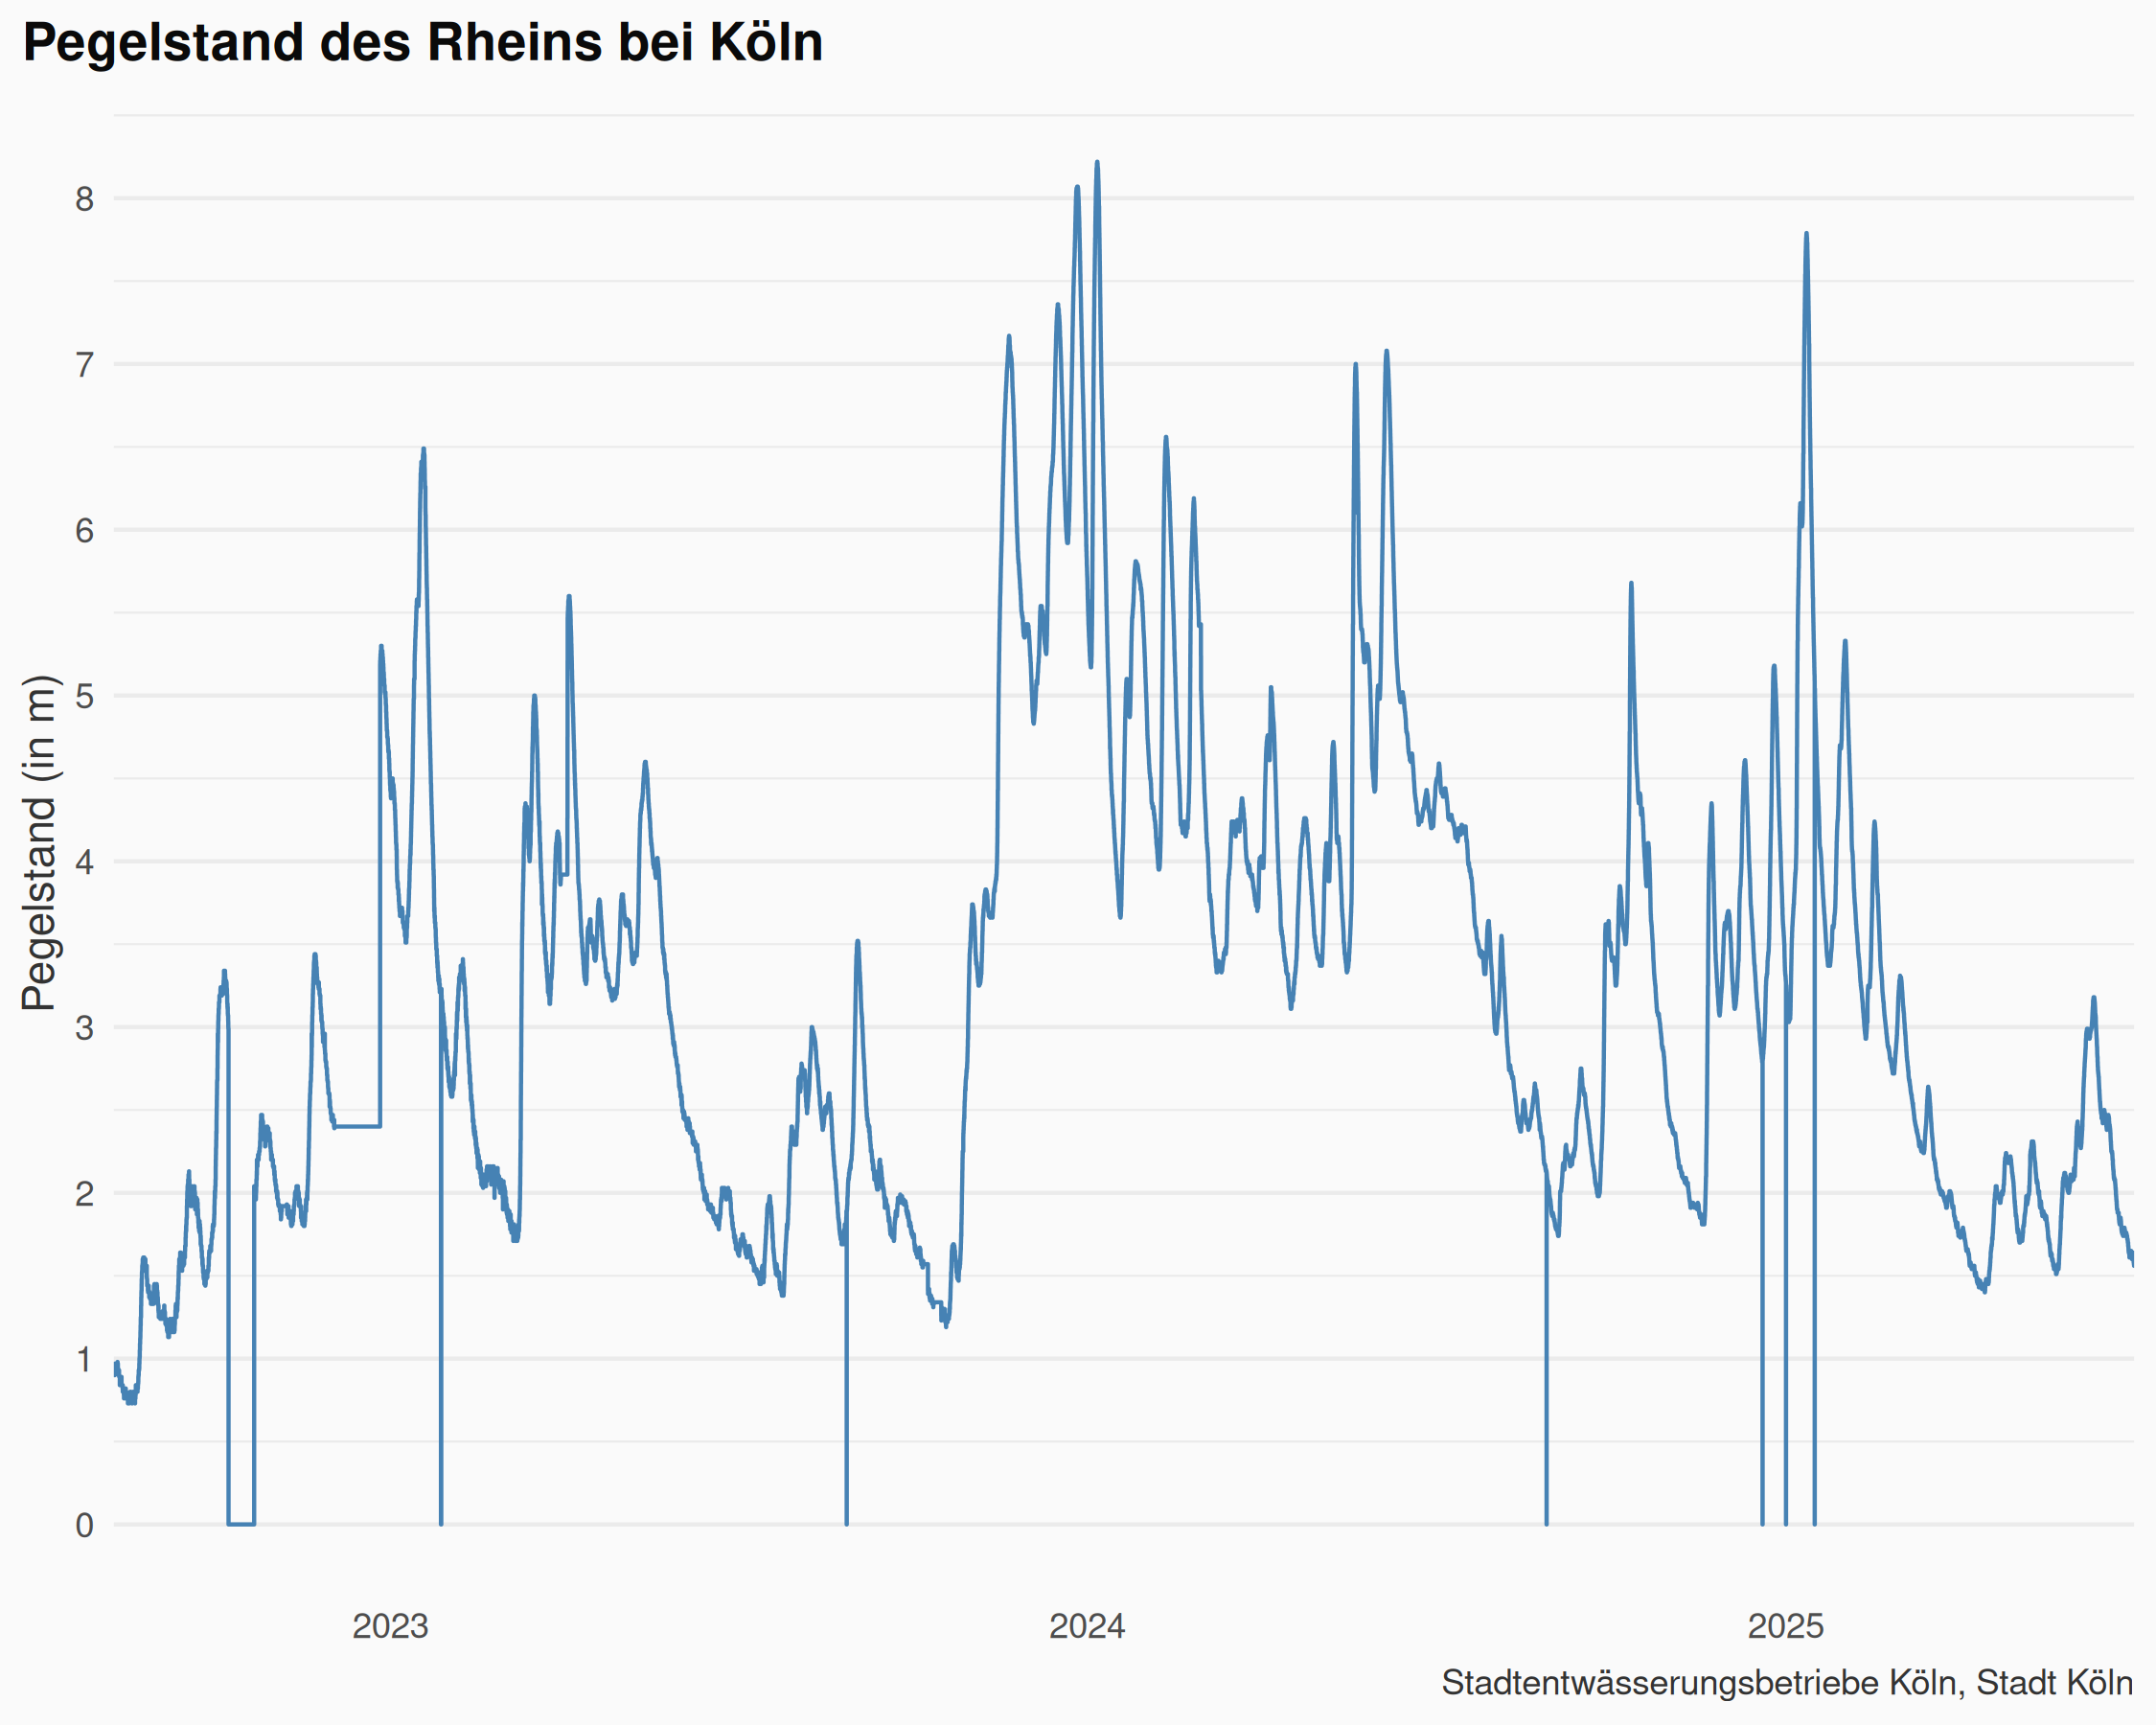 Pegelstand des Rheins bei Köln
Pegelstand (in m)
8
7
6
5
4
3
2
1
0
2023 2024 2025
Stadtentwässerungsbetriebe Köln, Stadt Köln